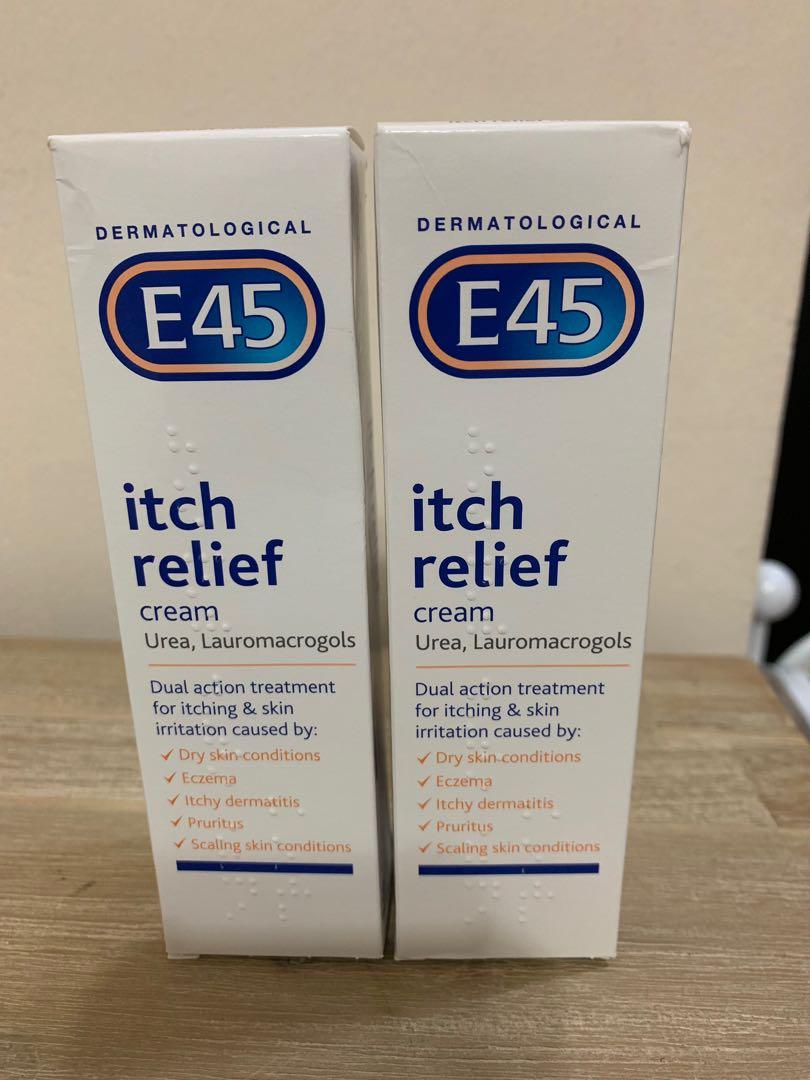 DERMATOLOGICAL
E45
itch
relief
cream
Urea, Lauromacrogols
Dual action treatment
for itching & skin
irritation caused by:
✓ Dry skin conditions
✓ Eczema
✓ Itchy dermatitis
✓ Pruritus
✓ Scaling skin conditions
DERMATOLOGICAL
E45
itch
relief
cream
Urea, Lauromacrogols
Dual action treatment
for itching & skin
irritation caused by:
✓ Dry skin conditions
✓ Eczema
✓ Itchy dermatitis
✓ Pruritus
✓ Scaling skin conditions